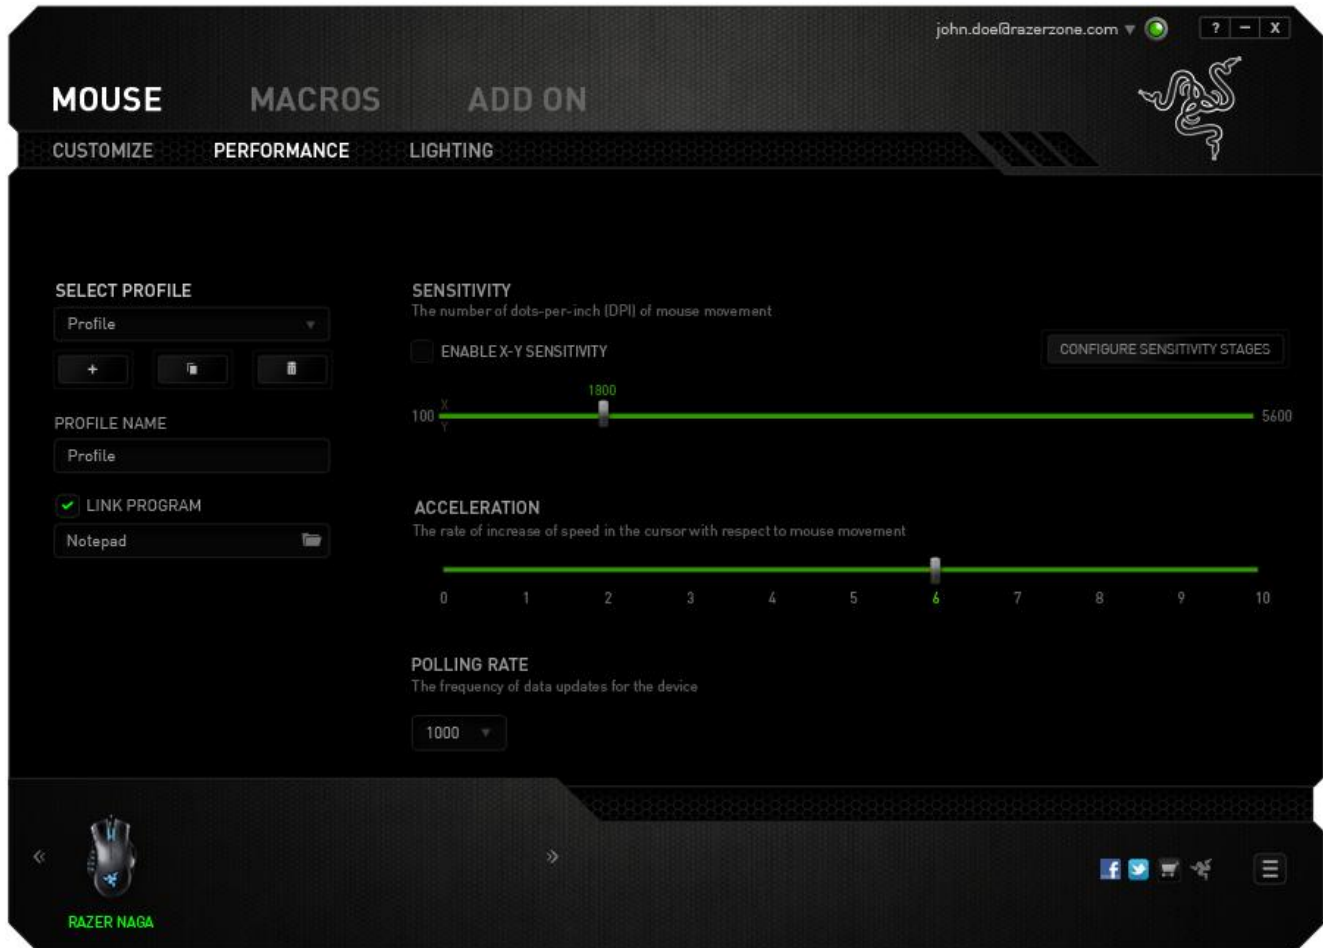 john.doe@razerzone.com ? – X
MOUSE MACROS ADD ON
CUSTOMIZE PERFORMANCE LIGHTING
SELECT PROFILE
Profile
+
PROFILE NAME
Profile
LINK PROGRAM
Notepad
SENSITIVITY
The number of dots-per-inch (DPI) of mouse movement
ENABLE X-Y SENSITIVITY
CONFIGURE SENSITIVITY STAGES
1800
100 X Y 5600
ACCELERATION
The rate of increase of speed in the cursor with respect to mouse movement
0 1 2 3 4 5 6 7 8 9 10
POLLING RATE
The frequency of data updates for the device
1000
« »
f
RAZER NAGA